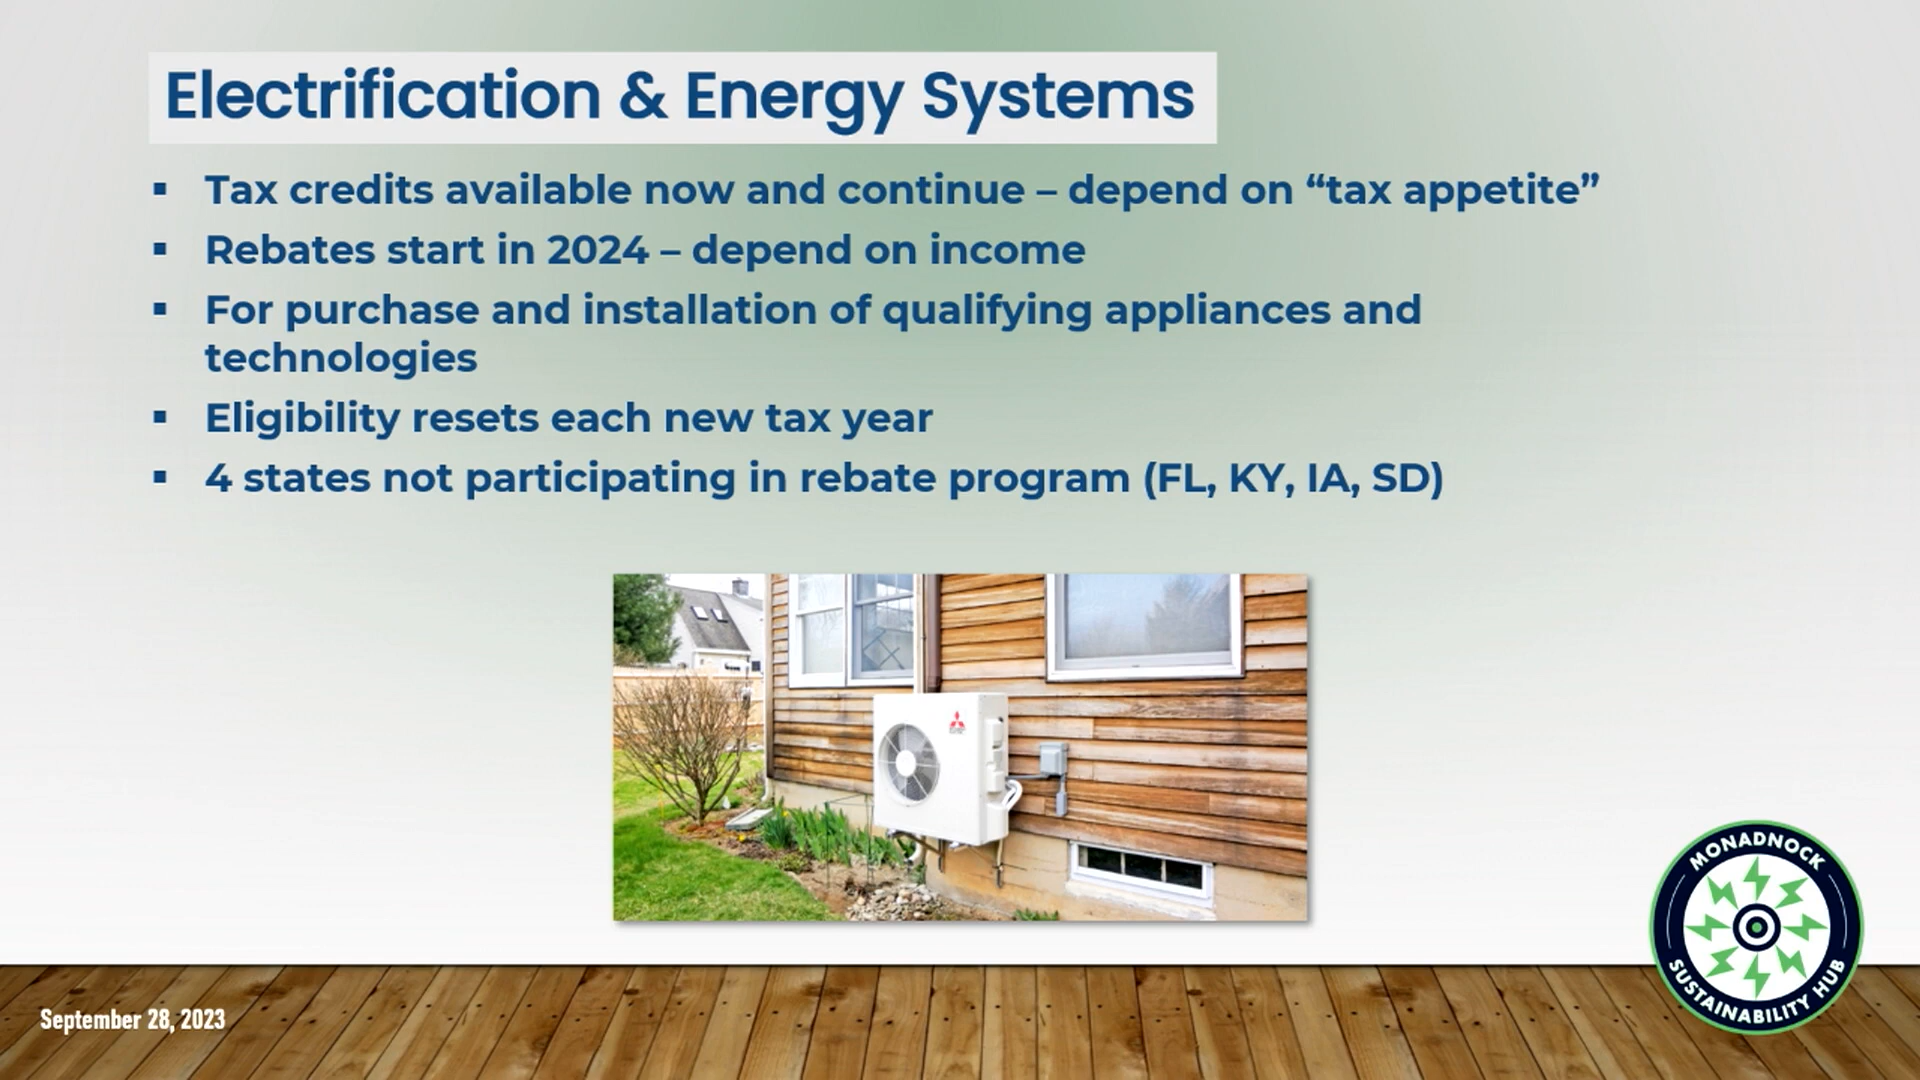 Electrification & Energy Systems
▪ Tax credits available now and continue – depend on “tax appetite”
▪ Rebates start in 2024 – depend on income
▪ For purchase and installation of qualifying appliances and
technologies
▪ Eligibility resets each new tax year
▪ 4 states not participating in rebate program (FL, KY, IA, SD)
MONADNOCK
SUSTAINABILITY HUB
September 28, 2023